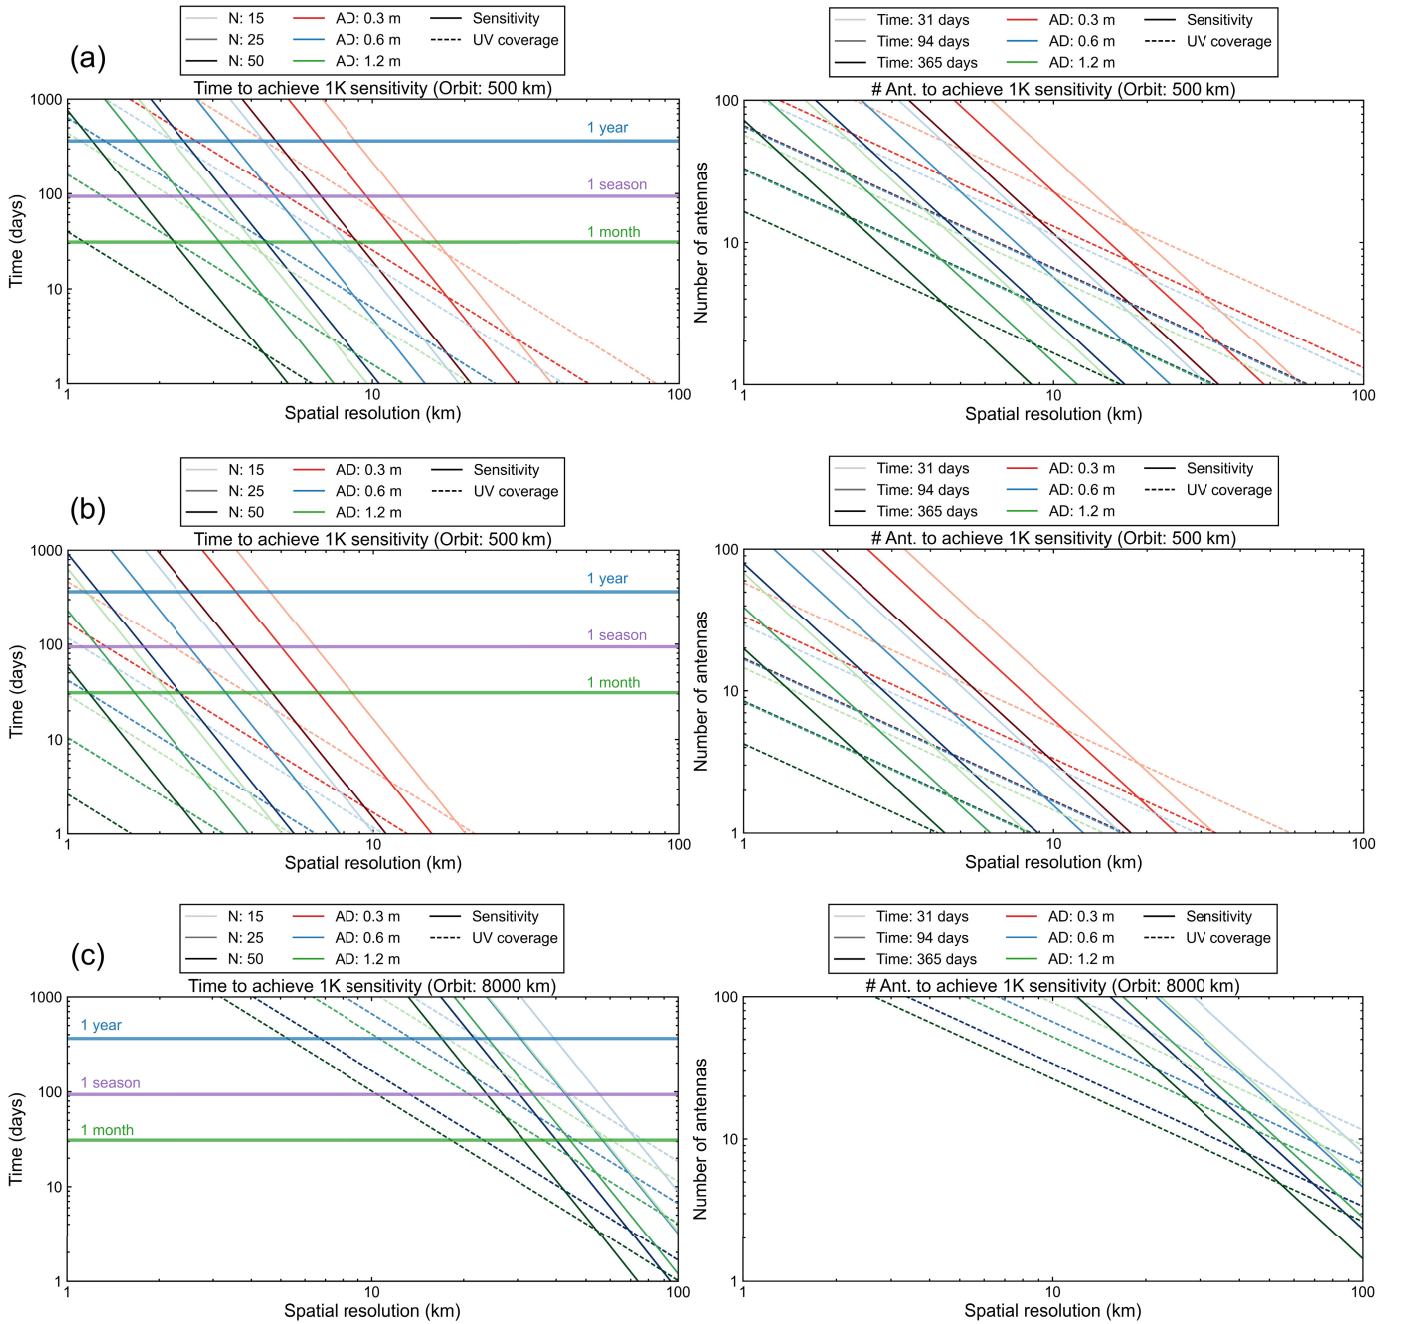 (a)
N: 15 AD: 0.3 m Sensitivity
N: 25 AD: 0.6 m UV coverage
N: 50 AD: 1.2 m
Time to achieve 1K sensitivity (Orbit: 500 km)
1000
100
10
1
1 year
1 season
1 month
Time (days)
1 10 100
Spatial resolution (km)
Time: 31 days AD: 0.3 m Sensitivity
Time: 94 days AD: 0.6 m UV coverage
Time: 365 days AD: 1.2 m
# Ant. to achieve 1K sensitivity (Orbit: 500 km)
100
10
1
Number of antennas
1 10 100
Spatial resolution (km)
(b)
N: 15 AD: 0.3 m Sensitivity
N: 25 AD: 0.6 m UV coverage
N: 50 AD: 1.2 m
Time to achieve 1K sensitivity (Orbit: 500 km)
1000
100
10
1
1 year
1 season
1 month
Time (days)
1 10 100
Spatial resolution (km)
Time: 31 days AD: 0.3 m Sensitivity
Time: 94 days AD: 0.6 m UV coverage
Time: 365 days AD: 1.2 m
# Ant. to achieve 1K sensitivity (Orbit: 500 km)
100
10
1
Number of antennas
1 10 100
Spatial resolution (km)
(c)
N: 15 AD: 0.3 m Sensitivity
N: 25 AD: 0.6 m UV coverage
N: 50 AD: 1.2 m
Time to achieve 1K sensitivity (Orbit: 8000 km)
1000
100
10
1
1 year
1 season
1 month
Time (days)
1 10 100
Spatial resolution (km)
Time: 31 days AD: 0.3 m Sensitivity
Time: 94 days AD: 0.6 m UV coverage
Time: 365 days AD: 1.2 m
# Ant. to achieve 1K sensitivity (Orbit: 8000 km)
100
10
1
Number of antennas
1 10 100
Spatial resolution (km)